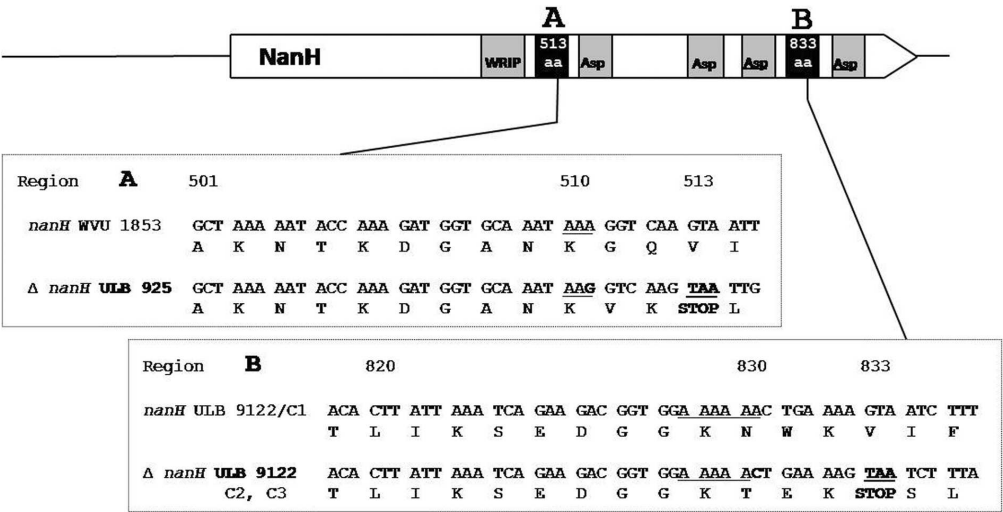 A B
NanH WRIP 513 aa Asp Asp Asp 833 aa Asp
Region A 501 510 513
nanH WVU 1853 GCT AAA AAT ACC AAA GAT GGT GCA AAT AAA GGT CAA GTA ATT
A K N T K D G A N K G Q V I
Δ nanH ULB 925 GCT AAA AAT ACC AAA GAT GGT GCA AAT AAG GTC AAG TAA TTG
A K N T K D G A N K V K STOP L
Region B 820 830 833
nanH ULB 9122/C1 ACA CTT ATT AAA TCA GAA GAC GGT GGA AAA AAC TGA AAA GTA ATC TTT
T L I K S E D G G K N W K V I F
Δ nanH ULB 9122 ACA CTT ATT AAA TCA GAA GAC GGT GGA AAA ACT GAA AAG TAA TCT TTA
C2, C3 T L I K S E D G G K T E K STOP S L